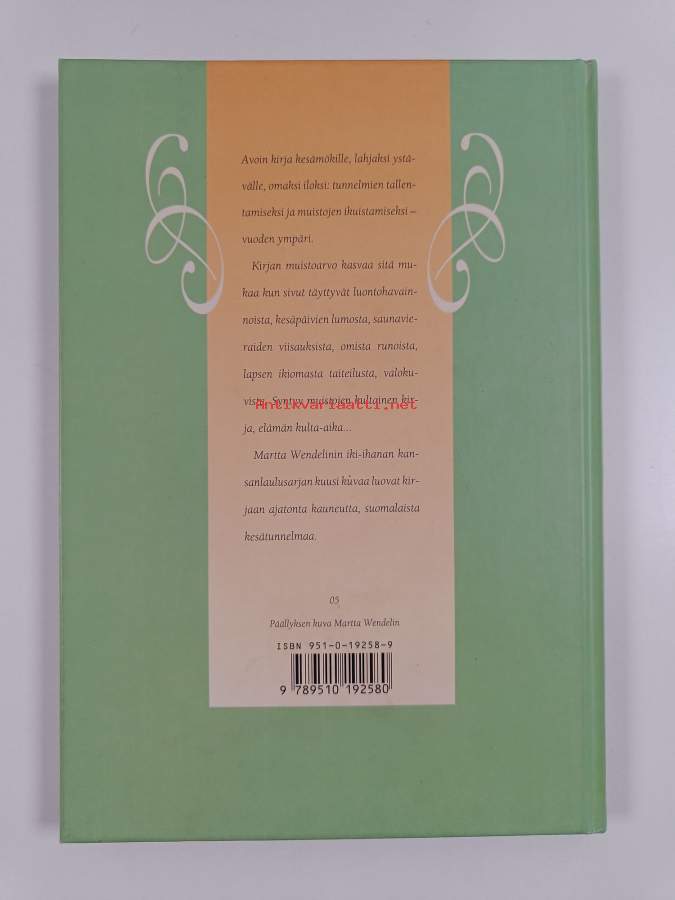 Avoin kirja kesämökille, lahjaksi ystä-
välle, omaksi iloksi: tunnelmien tallen-
tamiseksi ja muistojen ikuistamiseksi –
vuoden ympäri.
Kirjan muistoarvo kasvaa sitä mu-
kaa kun sivut täyttyvät luontohavain-
noista, kesäpäivien lumosta, saunavie-
raiden viisauksista, omista runoista,
lapsen ikiomasta taiteilusta, valoku-
vista. Syntyy muistojen kultainen kir-
Antikvariaatti.net
ja, elämän kulta-aika...
Martta Wendelinin iki-ihanan kan-
sanlaulusarjan kuusi kuvaa luovat kir-
jaan ajatonta kauneutta, suomalaista
kesätunnelmaa.
05
Päällyksen kuva Martta Wendelin
ISBN 951-0-19258-9
9 789510 192580